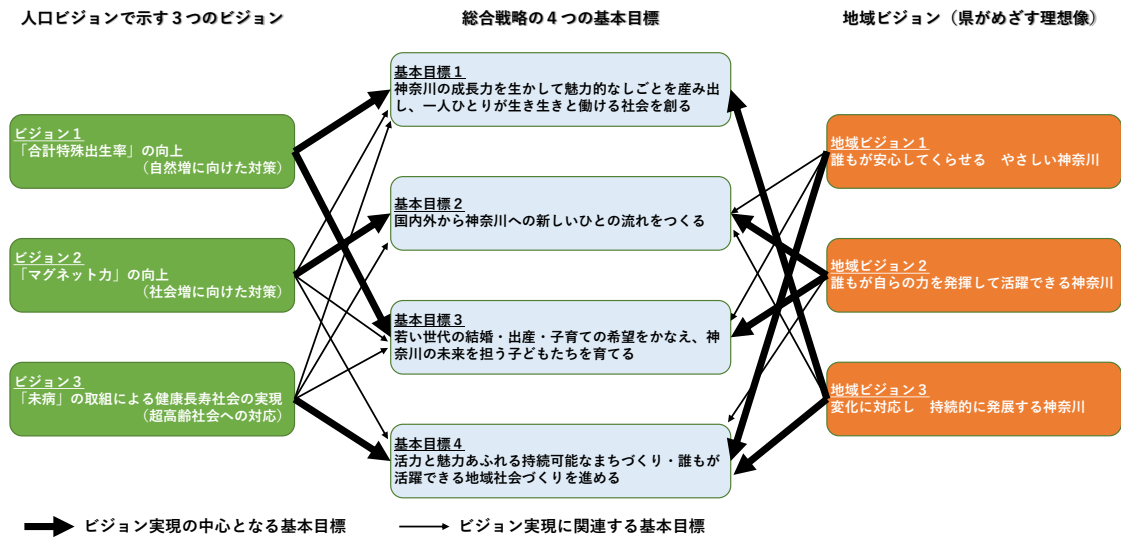 人口ビジョンで示す３つのビジョン
総合戦略の４つの基本目標
地域ビジョン（県がめざす理想像）
ビジョン１
「合計特殊出生率」の向上
（自然増に向けた対策）
ビジョン２
「マグネット力」の向上
（社会増に向けた対策）
ビジョン３
「未病」の取組による健康長寿社会の実現
（超高齢社会への対応）
基本目標１
神奈川の成長力を生かして魅力的なしごとを産み出
し、一人ひとりが生き生きと働ける社会を創る
基本目標２
国内外から神奈川への新しいひとの流れをつくる
基本目標３
若い世代の結婚・出産・子育ての希望をかなえ、神
奈川の未来を担う子どもたちを育てる
基本目標４
活力と魅力あふれる持続可能なまちづくり・誰もが
活躍できる地域社会づくりを進める
地域ビジョン１
誰もが安心してくらせる　やさしい神奈川
地域ビジョン２
誰もが自らの力を発揮して活躍できる神奈川
地域ビジョン３
変化に対応し　持続的に発展する神奈川
ビジョン実現の中心となる基本目標
ビジョン実現に関連する基本目標